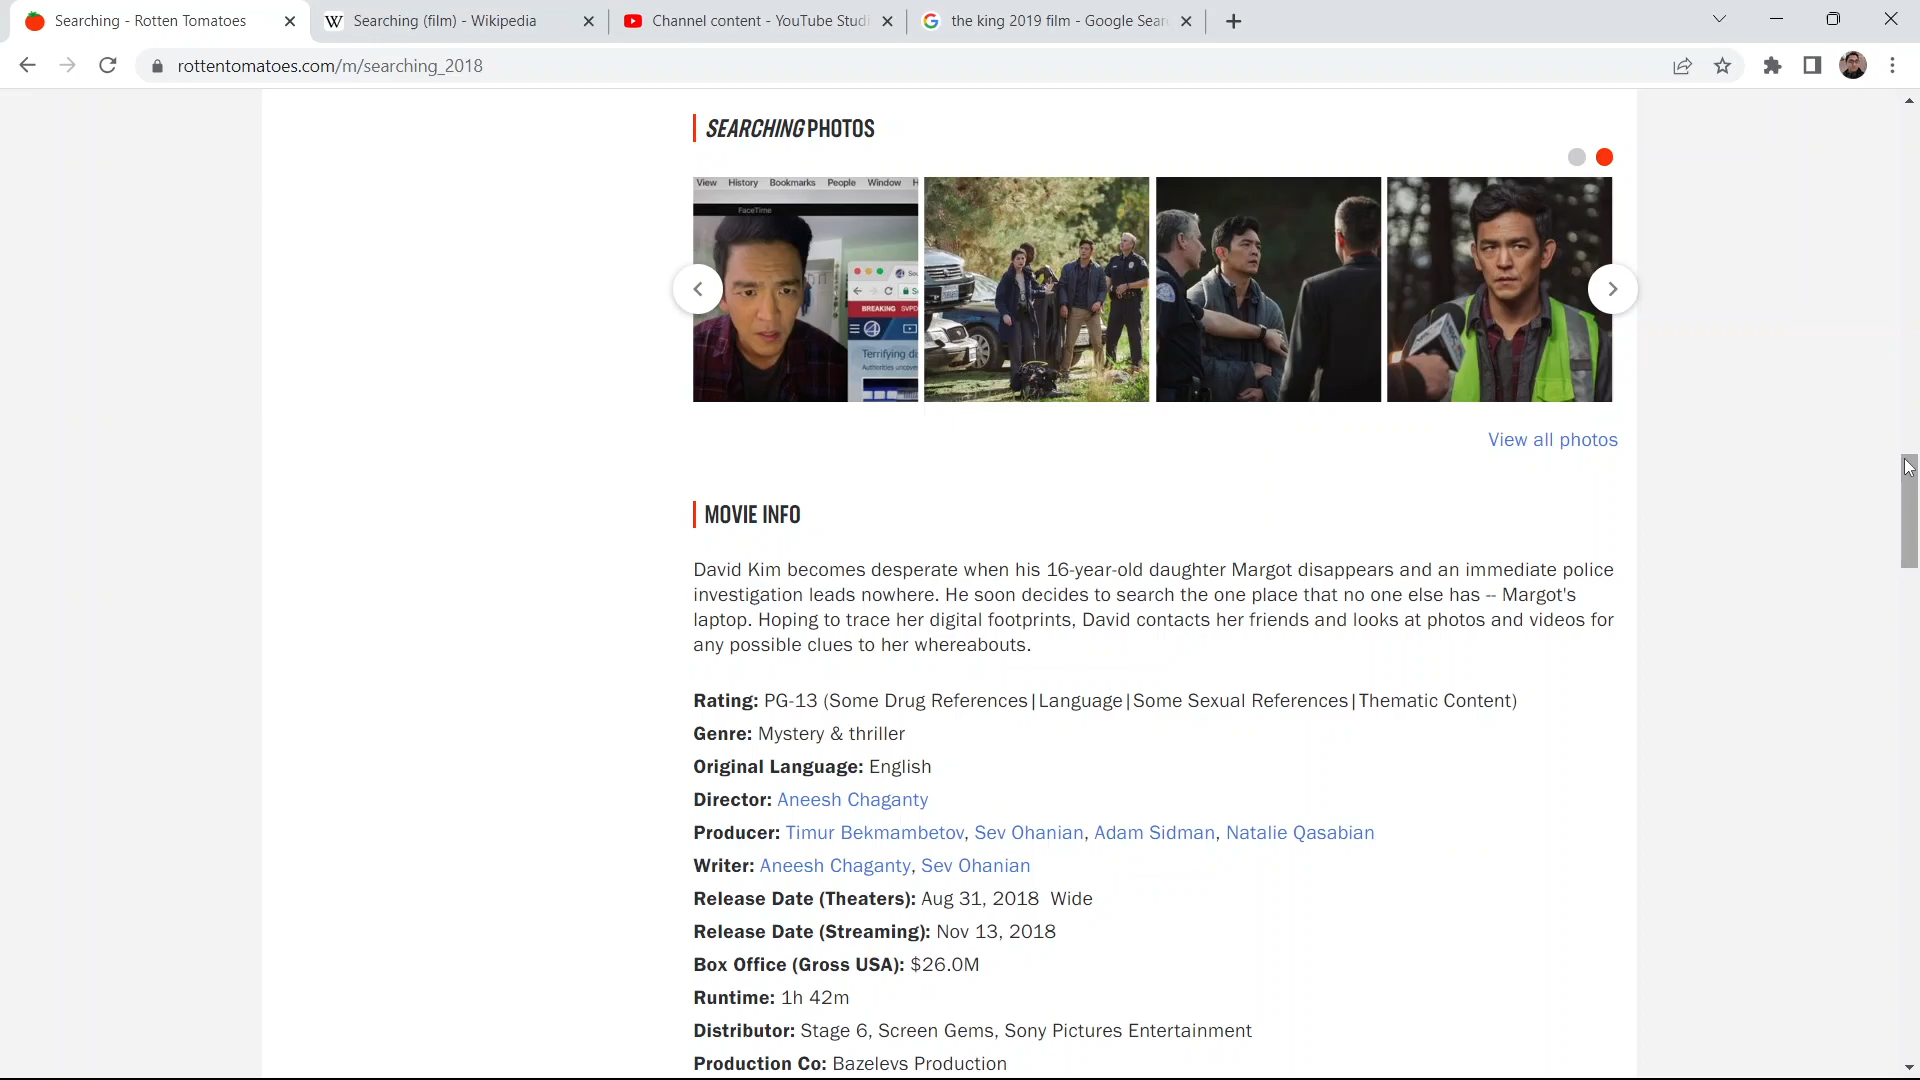 Searching - Rotten Tomatoes
Searching (film) - Wikipedia
Channel content - YouTube Studi
the king 2019 film - Google Sear
rottentomatoes.com/m/searching_2018
SEARCHING PHOTOS
View History Bookmarks People Window H
FaceTime
BREAKING SVPD
4
Terrifying di
Authorities uncove
View all photos
MOVIE INFO
David Kim becomes desperate when his 16-year-old daughter Margot disappears and an immediate police
investigation leads nowhere. He soon decides to search the one place that no one else has -- Margot's
laptop. Hoping to trace her digital footprints, David contacts her friends and looks at photos and videos for
any possible clues to her whereabouts.
Rating: PG-13 (Some Drug References|Language|Some Sexual References|Thematic Content)
Genre: Mystery & thriller
Original Language: English
Director: Aneesh Chaganty
Producer: Timur Bekmambetov, Sev Ohanian, Adam Sidman, Natalie Qasabian
Writer: Aneesh Chaganty, Sev Ohanian
Release Date (Theaters): Aug 31, 2018 Wide
Release Date (Streaming): Nov 13, 2018
Box Office (Gross USA): $26.0M
Runtime: 1h 42m
Distributor: Stage 6, Screen Gems, Sony Pictures Entertainment
Production Co: Bazelevs Production